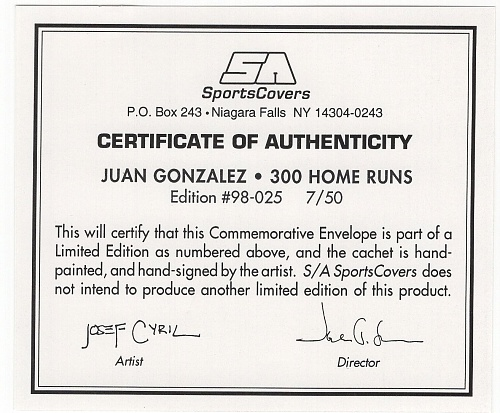 SA
SportsCovers
P.O. Box 243 • Niagara Falls NY 14304-0243
CERTIFICATE OF AUTHENTICITY
JUAN GONZALEZ • 300 HOME RUNS
Edition #98-025 7/50
This will certify that this Commemorative Envelope is part of a
Limited Edition as numbered above, and the cachet is hand-
painted, and hand-signed by the artist. S/A SportsCovers does
not intend to produce another limited edition of this product.
JOSEF CYRIL
Artist
Director